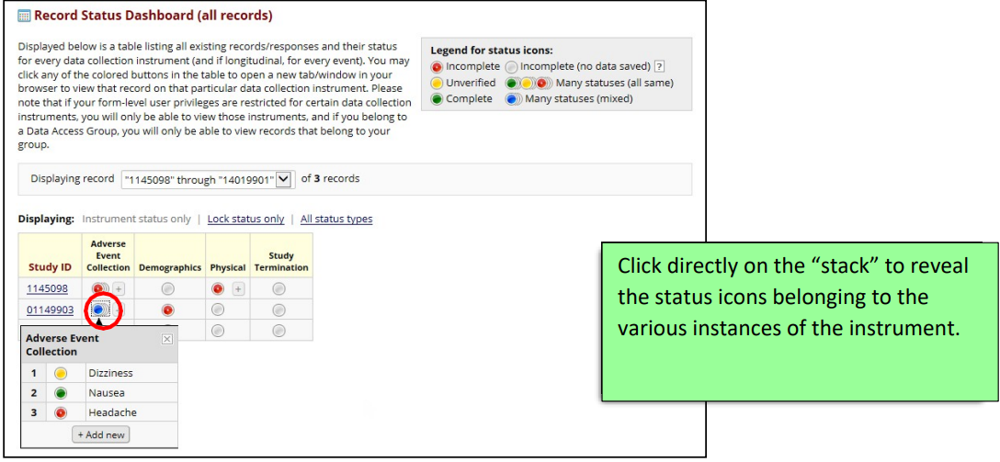 Record Status Dashboard (all records)
Displayed below is a table listing all existing records/responses and their status
for every data collection instrument (and if longitudinal, for every event). You may
click any of the colored buttons in the table to open a new tab/window in your
browser to view that record on that particular data collection instrument. Please
note that if your form-level user privileges are restricted for certain data collection
instruments, you will only be able to view those instruments, and if you belong to
a Data Access Group, you will only be able to view records that belong to your
group.
Legend for status icons:
Incomplete Incomplete (no data saved) ?
Unverified Many statuses (all same)
Complete Many statuses (mixed)
Displaying record "1145098" through "14019901" of 3 records
Displaying: Instrument status only | Lock status only | All status types
Study ID Adverse Event Collection Demographics Physical Study Termination
1145098 + +
01149903
Adverse Event
Collection
1 Dizziness
2 Nausea
3 Headache
+ Add new
Click directly on the “stack” to reveal
the status icons belonging to the
various instances of the instrument.